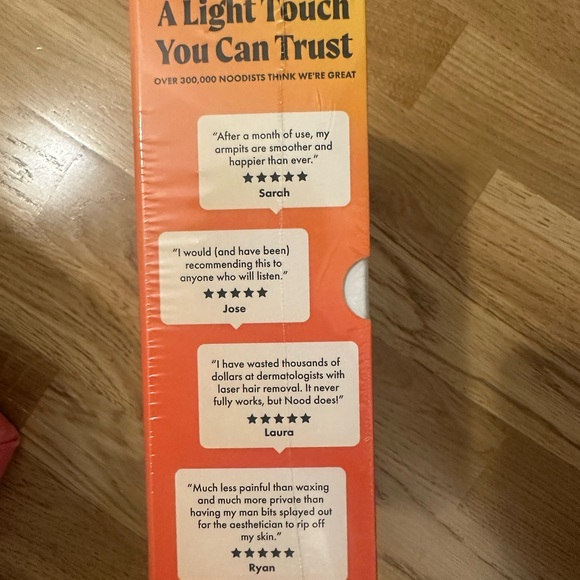 A Light Touch
You Can Trust
OVER 300,000 NOODISTS THINK WE'RE GREAT
“After a month of use, my
armpits are smoother and
happier than ever.”
★★★★★
Sarah
“I would (and have been)
recommending this to
anyone who will listen.”
★★★★★
Jose
“I have wasted thousands of
dollars at dermatologists with
laser hair removal. It never
fully works, but Nood does!”
★★★★★
Laura
“Much less painful than waxing
and much more private than
having my man bits splayed out
for the aesthetician to rip off
my skin.”
★★★★★
Ryan